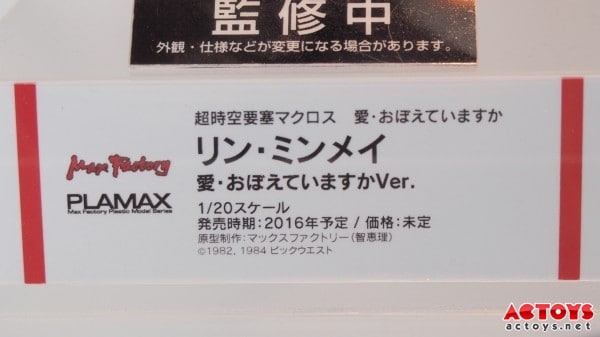 監修中
外観・仕様などが変更になる場合があります。
超時空要塞マクロス 愛・おぼえていますか
Max Factory
リン・ミンメイ
愛・おぼえていますかVer.
PLAMAX
Max Factory Plastic Model Series
1/20スケール
発売時期：2016年予定 / 価格：未定
原型制作：マックスファクトリー（智恵理）
©1982, 1984 ビックウエスト
ACTOYS
actoys.net